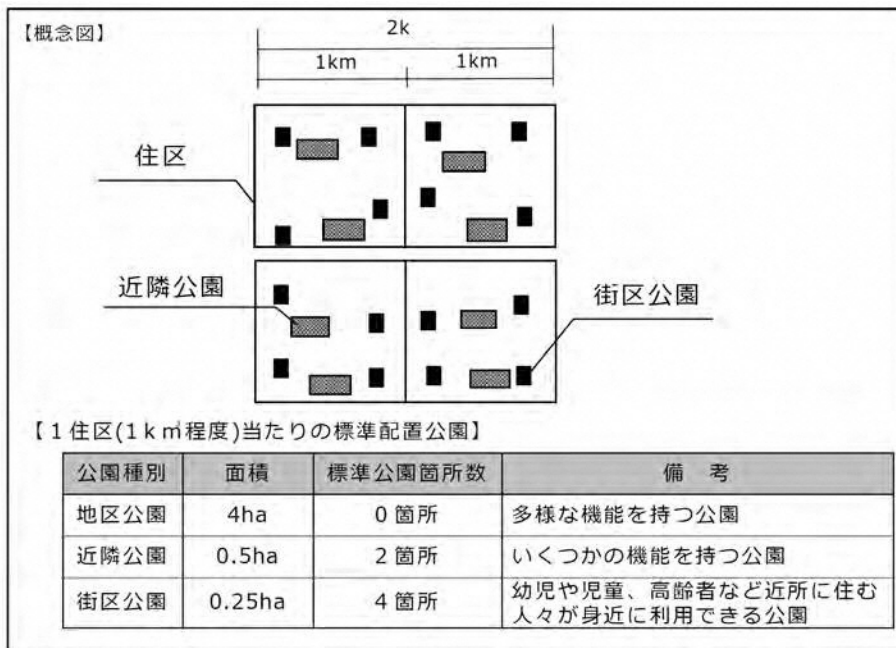 【概念図】
2k
1km 1km
住区
近隣公園
街区公園
【１住区(1ｋ㎡程度)当たりの標準配置公園】
公園種別 面積 標準公園箇所数 備 考
地区公園 4ha 0箇所 多様な機能を持つ公園
近隣公園 0.5ha 2箇所 いくつかの機能を持つ公園
街区公園 0.25ha 4箇所 幼児や児童、高齢者など近所に住む
人々が身近に利用できる公園